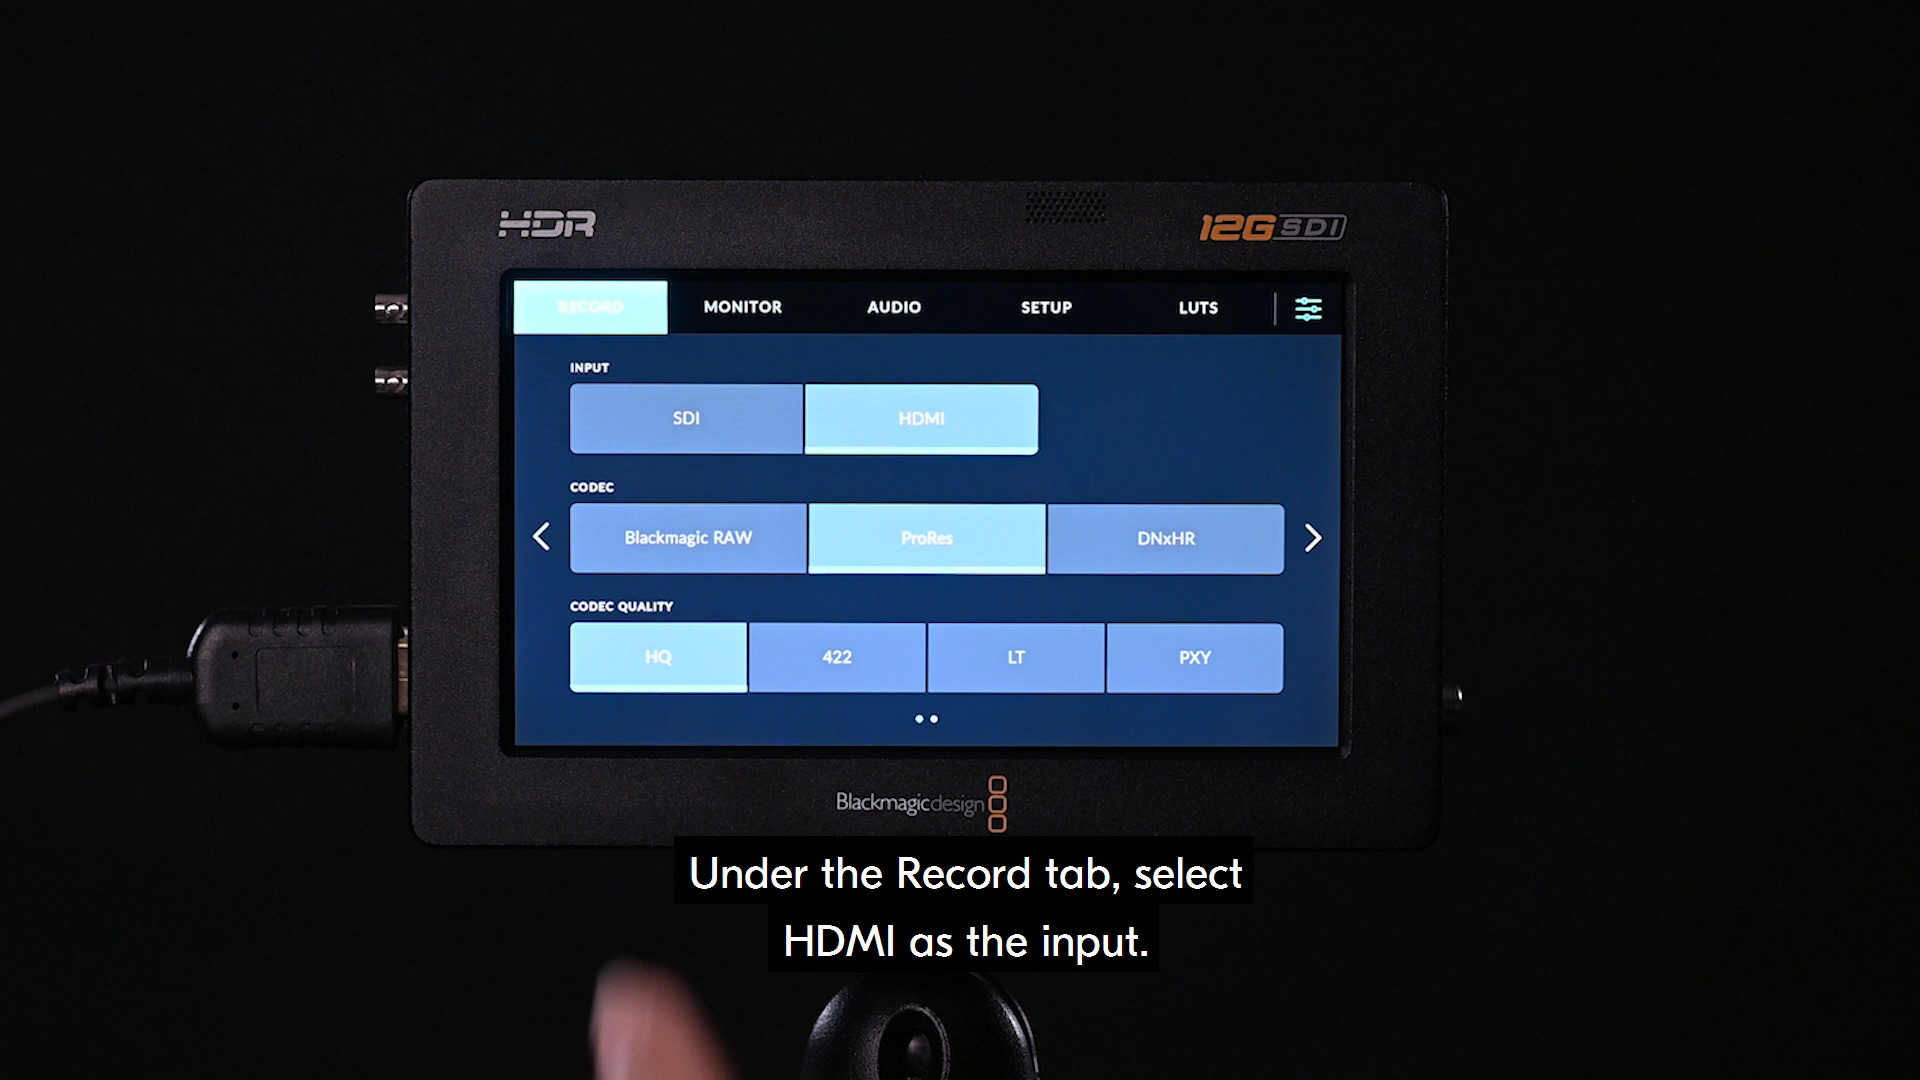 HDR
12G SDI
RECORD
MONITOR
AUDIO
SETUP
LUTS
INPUT
SDI
HDMI
CODEC
Blackmagic RAW
ProRes
DNxHR
CODEC QUALITY
HQ
422
LT
PXY
Blackmagicdesign
Under the Record tab, select
HDMI as the input.